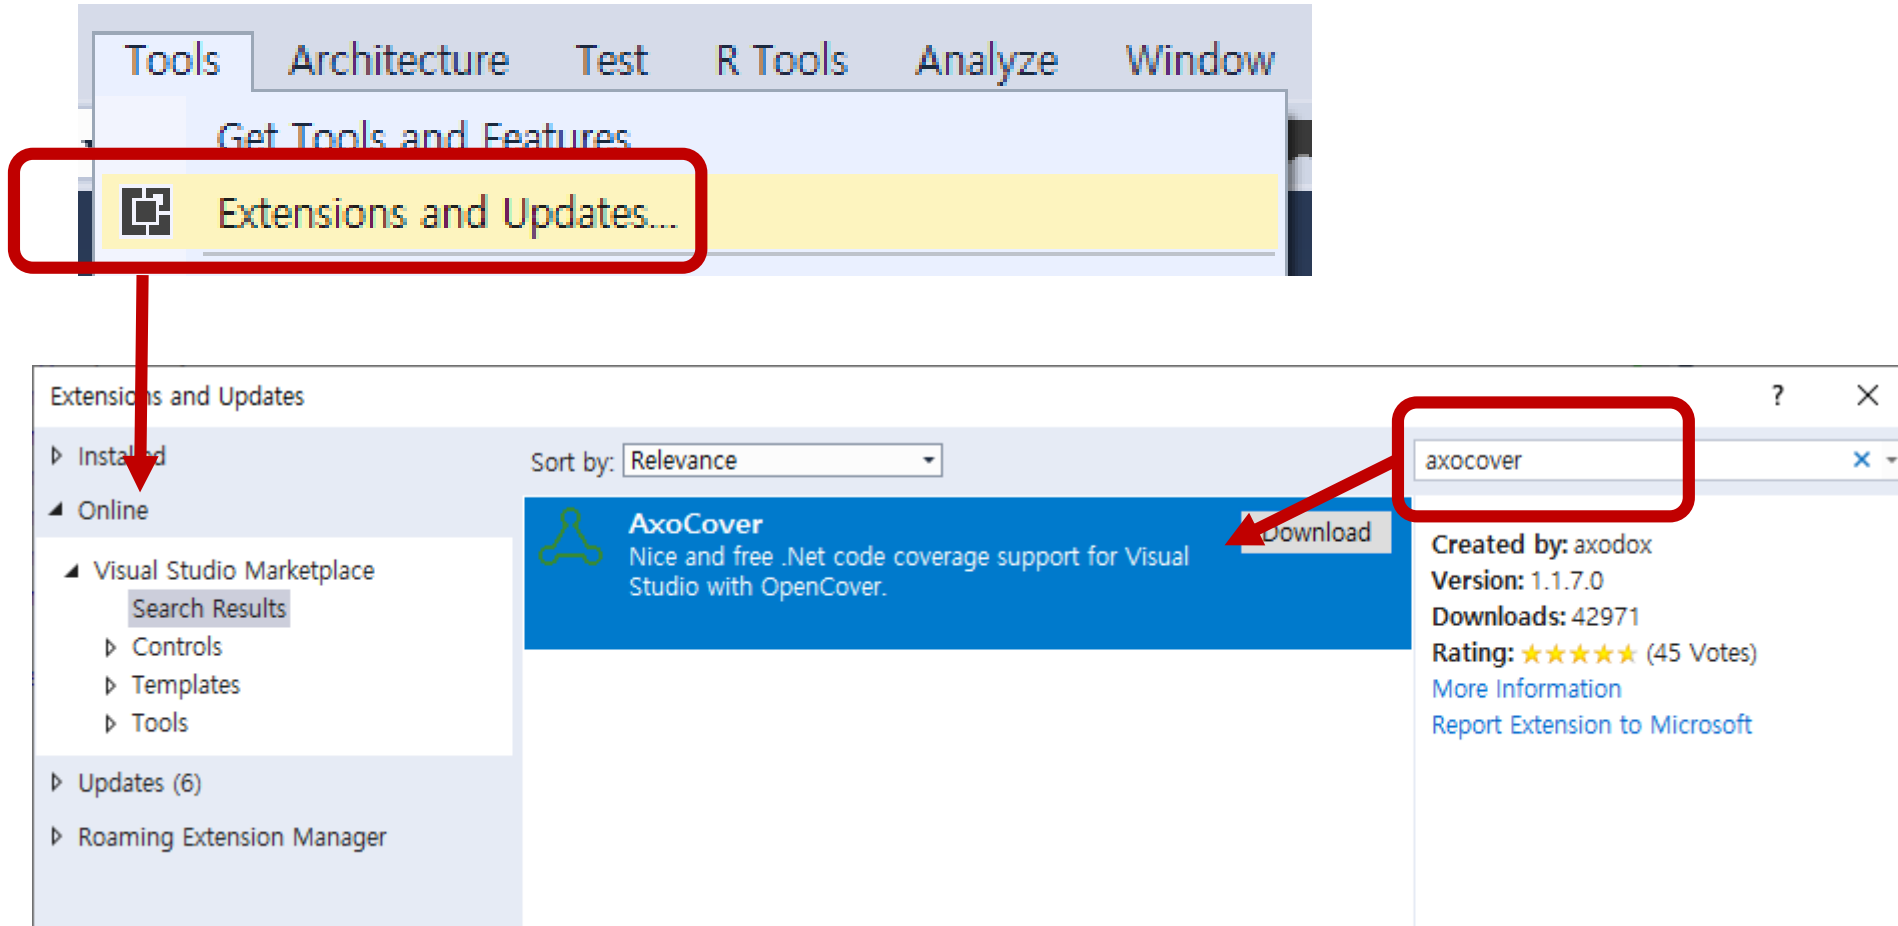 Tools Architecture Test R Tools Analyze Window
Get Tools and Features
Extensions and Updates...
Extensions and Updates ?
Installed
Online
Visual Studio Marketplace
Search Results
Controls
Templates
Tools
Updates (6)
Roaming Extension Manager
Sort by: Relevance
AxoCover
Download
Nice and free .Net code coverage support for Visual
Studio with OpenCover.
axocover
Created by: axodox
Version: 1.1.7.0
Downloads: 42971
Rating: (45 Votes)
More Information
Report Extension to Microsoft